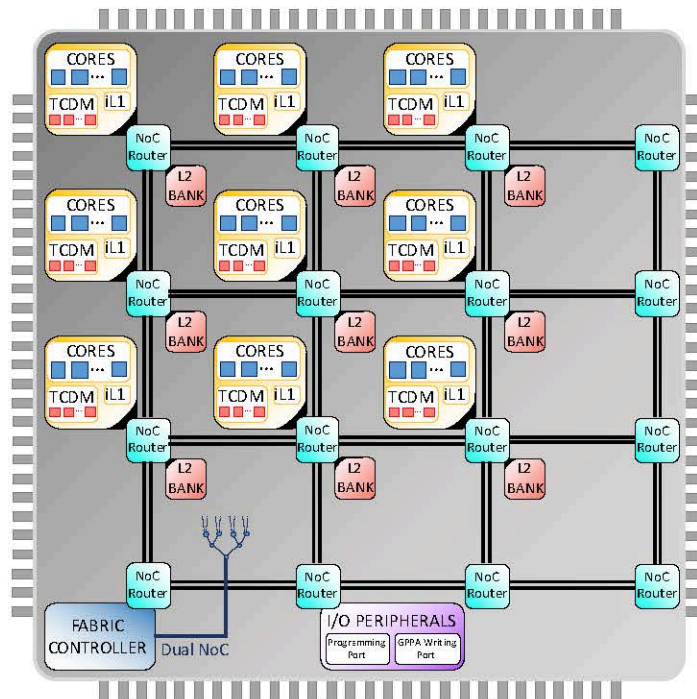 CORES
CORES
CORES
...
...
...
TCDM iL1
TCDM iL1
TCDM iL1
NoC Router
NoC Router
NoC Router
NoC Router
L2 BANK
L2 BANK
L2 BANK
CORES
CORES
CORES
...
...
...
TCDM iL1
TCDM iL1
TCDM iL1
NoC Router
NoC Router
NoC Router
NoC Router
L2 BANK
L2 BANK
L2 BANK
CORES
CORES
CORES
...
...
...
TCDM iL1
TCDM iL1
TCDM iL1
NoC Router
NoC Router
NoC Router
NoC Router
L2 BANK
L2 BANK
L2 BANK
NoC Router
NoC Router
NoC Router
NoC Router
FABRIC
CONTROLLER
Dual NoC
I/O PERIPHERALS
Programming
Part
GPPA Writing
Part